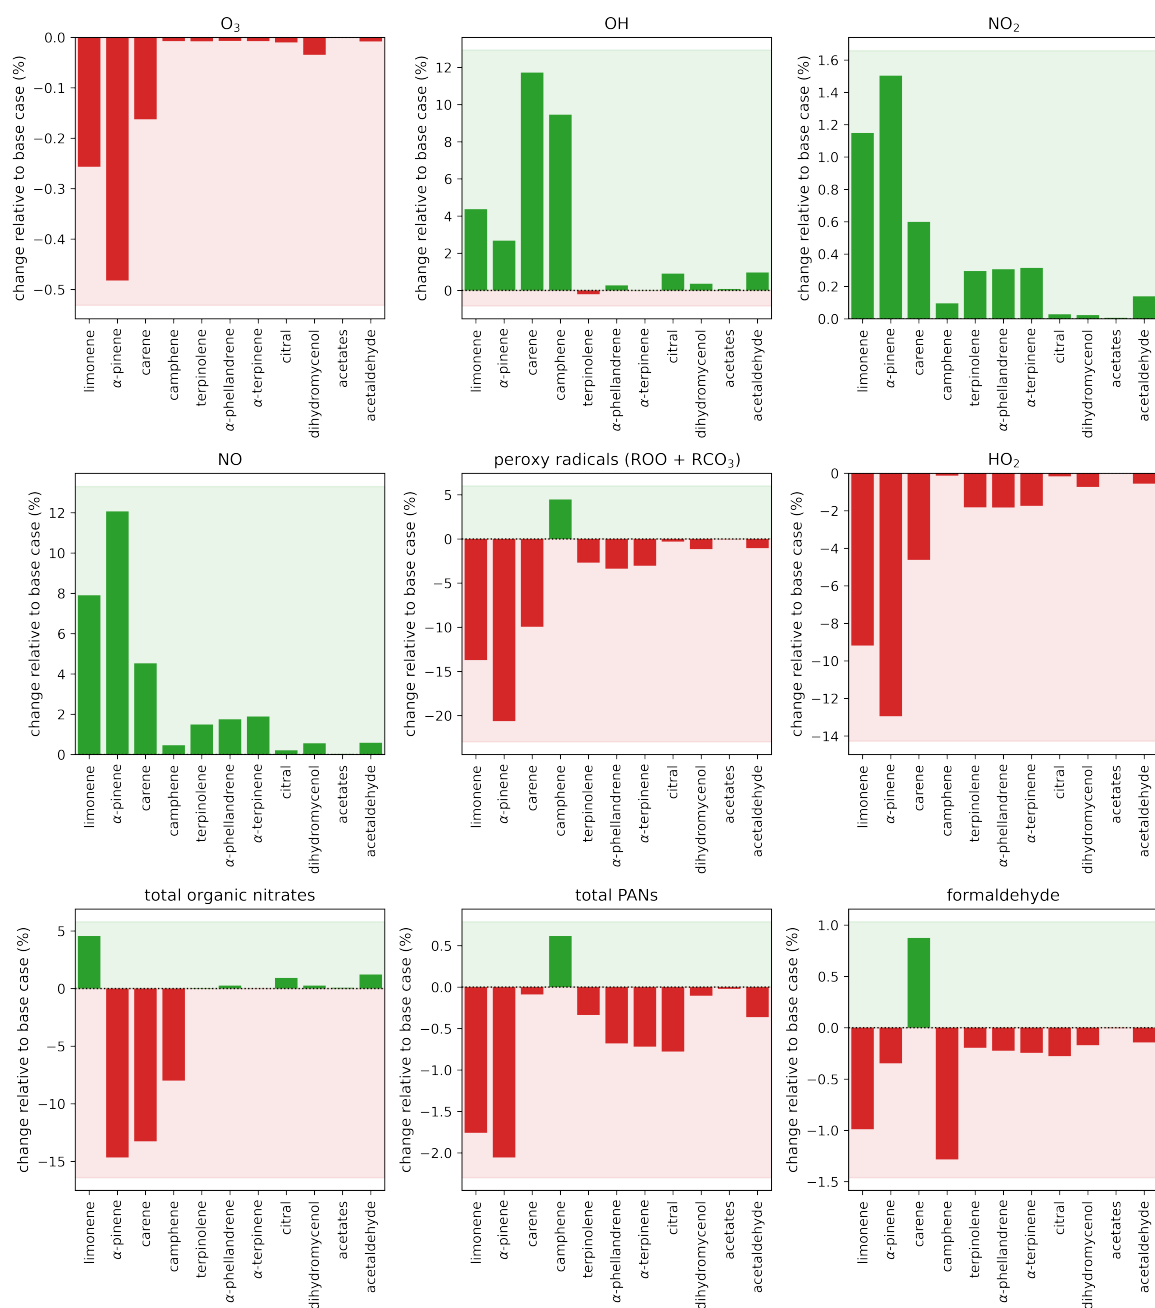 O₃
OH
NO₂
change relative to base case (%)
0.0
−0.1
−0.2
−0.3
−0.4
−0.5
limonene
α-pinene
carene
camphene
terpinolene
α-phellandrene
α-terpinene
citral
dihydromycenol
acetates
acetaldehyde
change relative to base case (%)
12
10
8
6
4
2
0
limonene
α-pinene
carene
camphene
terpinolene
α-phellandrene
α-terpinene
citral
dihydromycenol
acetates
acetaldehyde
change relative to base case (%)
1.6
1.4
1.2
1.0
0.8
0.6
0.4
0.2
0.0
limonene
α-pinene
carene
camphene
terpinolene
α-phellandrene
α-terpinene
citral
dihydromycenol
acetates
acetaldehyde
NO
peroxy radicals (ROO + RCO₃)
HO₂
change relative to base case (%)
12
10
8
6
4
2
0
limonene
α-pinene
carene
camphene
terpinolene
α-phellandrene
α-terpinene
citral
dihydromycenol
acetates
acetaldehyde
change relative to base case (%)
5
0
−5
−10
−15
−20
limonene
α-pinene
carene
camphene
terpinolene
α-phellandrene
α-terpinene
citral
dihydromycenol
acetates
acetaldehyde
change relative to base case (%)
0
−2
−4
−6
−8
−10
−12
−14
limonene
α-pinene
carene
camphene
terpinolene
α-phellandrene
α-terpinene
citral
dihydromycenol
acetates
acetaldehyde
total organic nitrates
total PANs
formaldehyde
change relative to base case (%)
5
0
−5
−10
−15
limonene
α-pinene
carene
camphene
terpinolene
α-phellandrene
α-terpinene
citral
dihydromycenol
acetates
acetaldehyde
change relative to base case (%)
0.5
0.0
−0.5
−1.0
−1.5
−2.0
limonene
α-pinene
carene
camphene
terpinolene
α-phellandrene
α-terpinene
citral
dihydromycenol
acetates
acetaldehyde
change relative to base case (%)
1.0
0.5
0.0
−0.5
−1.0
−1.5
limonene
α-pinene
carene
camphene
terpinolene
α-phellandrene
α-terpinene
citral
dihydromycenol
acetates
acetaldehyde